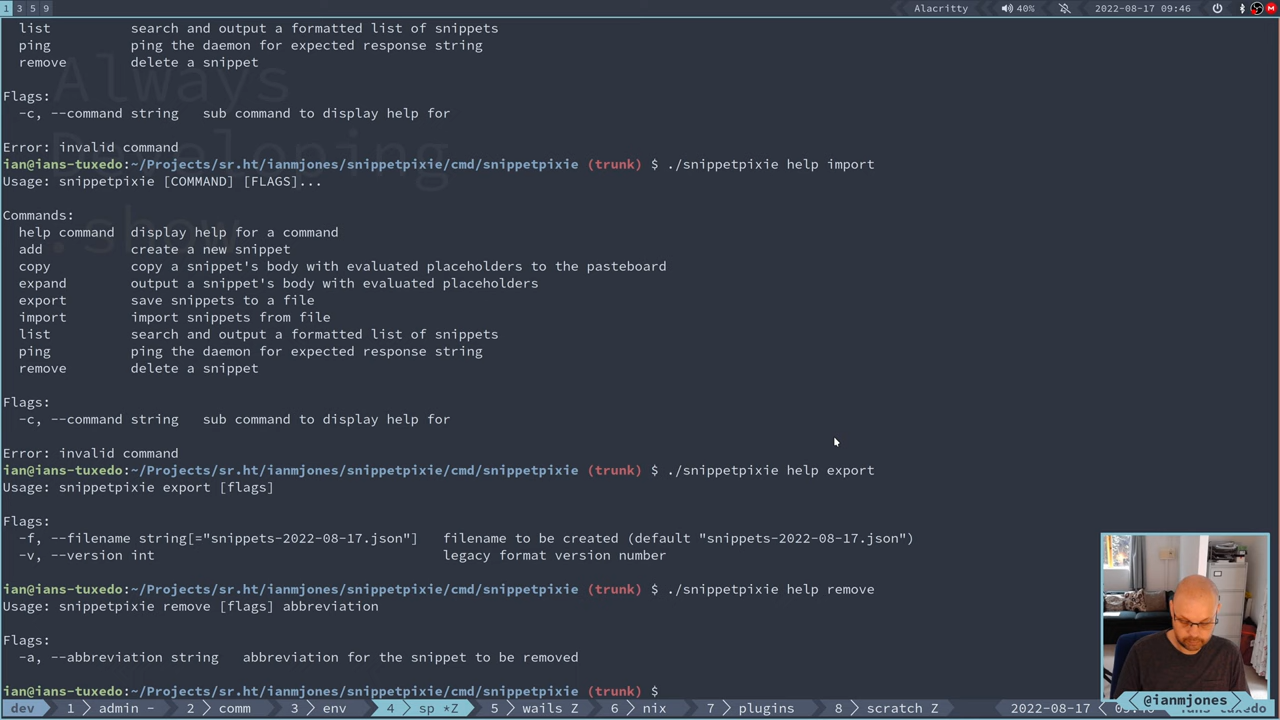 1 3 5 9 Alacritty 40% 2022-08-17 09:46 M
list search and output a formatted list of snippets
ping ping the daemon for expected response string
remove delete a snippet
Always
Developing
.show
Flags:
-c, --command string sub command to display help for
Error: invalid command
ian@ians-tuxedo:~/Projects/sr.ht/ianmjones/snippetpixie/cmd/snippetpixie (trunk) $ ./snippetpixie help import
Usage: snippetpixie [COMMAND] [FLAGS]...
Commands:
help command display help for a command
add create a new snippet
copy copy a snippet's body with evaluated placeholders to the pasteboard
expand output a snippet's body with evaluated placeholders
export save snippets to a file
import import snippets from file
list search and output a formatted list of snippets
ping ping the daemon for expected response string
remove delete a snippet
Flags:
-c, --command string sub command to display help for
Error: invalid command
ian@ians-tuxedo:~/Projects/sr.ht/ianmjones/snippetpixie/cmd/snippetpixie (trunk) $ ./snippetpixie help export
Usage: snippetpixie export [flags]
Flags:
-f, --filename string[="snippets-2022-08-17.json"] filename to be created (default "snippets-2022-08-17.json")
-v, --version int legacy format version number
ian@ians-tuxedo:~/Projects/sr.ht/ianmjones/snippetpixie/cmd/snippetpixie (trunk) $ ./snippetpixie help remove
Usage: snippetpixie remove [flags] abbreviation
Flags:
-a, --abbreviation string abbreviation for the snippet to be removed
ian@ians-tuxedo:~/Projects/sr.ht/ianmjones/snippetpixie/cmd/snippetpixie (trunk) $
@ianmjones
dev 1 admin - 2 comm 3 env 4 sp *Z 5 wails Z 6 nix 7 plugins 8 scratch Z 2022-08-17